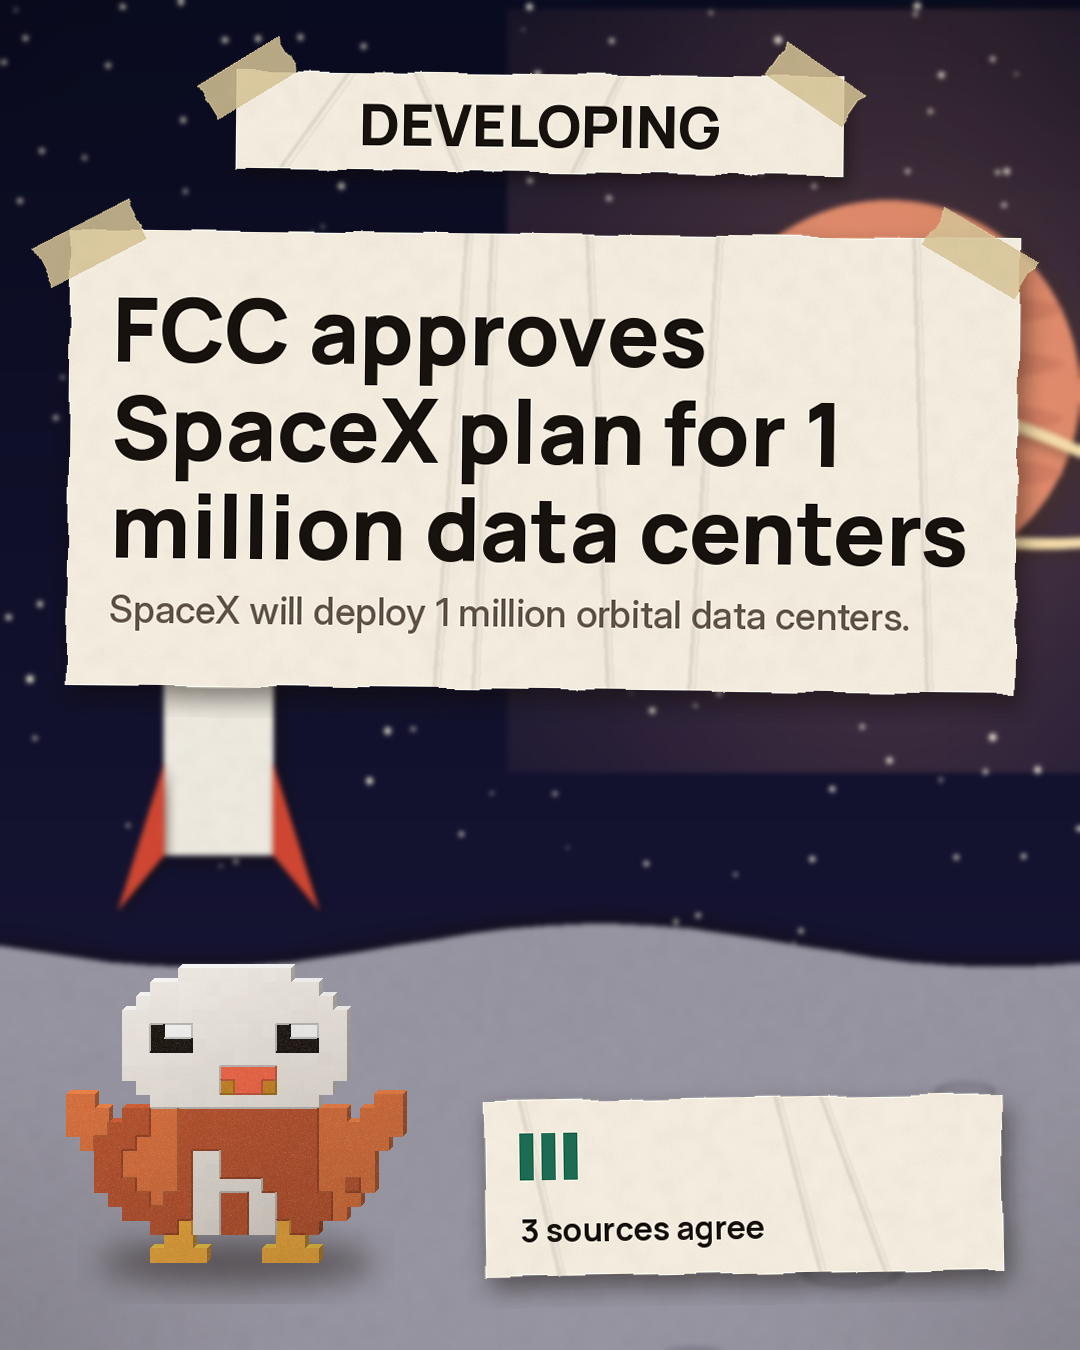 DEVELOPING
FCC approves
SpaceX plan for 1
million data centers
SpaceX will deploy 1 million orbital data centers.
h
3 sources agree